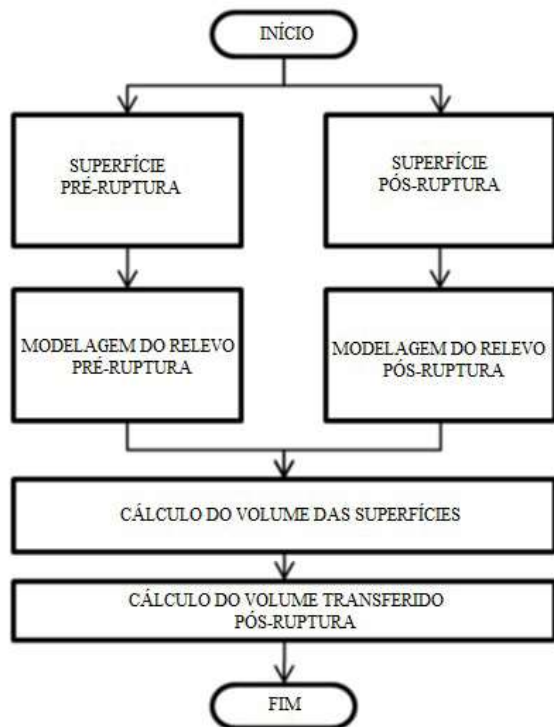 INÍCIO
SUPERFÍCIE
PRÉ-RUPTURA
SUPERFÍCIE
PÓS-RUPTURA
MODELAGEM DO RELEVO
PRÉ-RUPTURA
MODELAGEM DO RELEVO
PÓS-RUPTURA
CÁLCULO DO VOLUME DAS SUPERFÍCIES
CÁLCULO DO VOLUME TRANSFERIDO
PÓS-RUPTURA
FIM